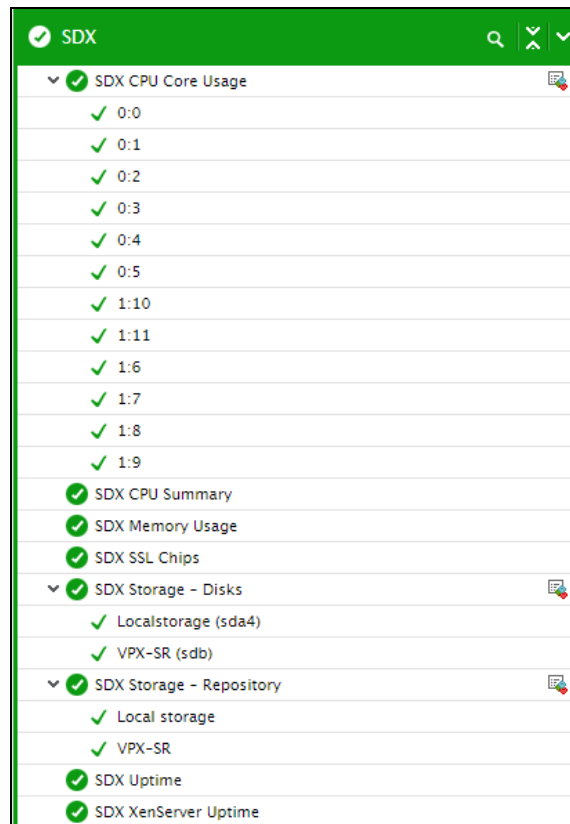 SDX
SDX CPU Core Usage
0:0
0:1
0:2
0:3
0:4
0:5
1:10
1:11
1:6
1:7
1:8
1:9
SDX CPU Summary
SDX Memory Usage
SDX SSL Chips
SDX Storage - Disks
Localstorage (sda4)
VPX-SR (sdb)
SDX Storage - Repository
Local storage
VPX-SR
SDX Uptime
SDX XenServer Uptime